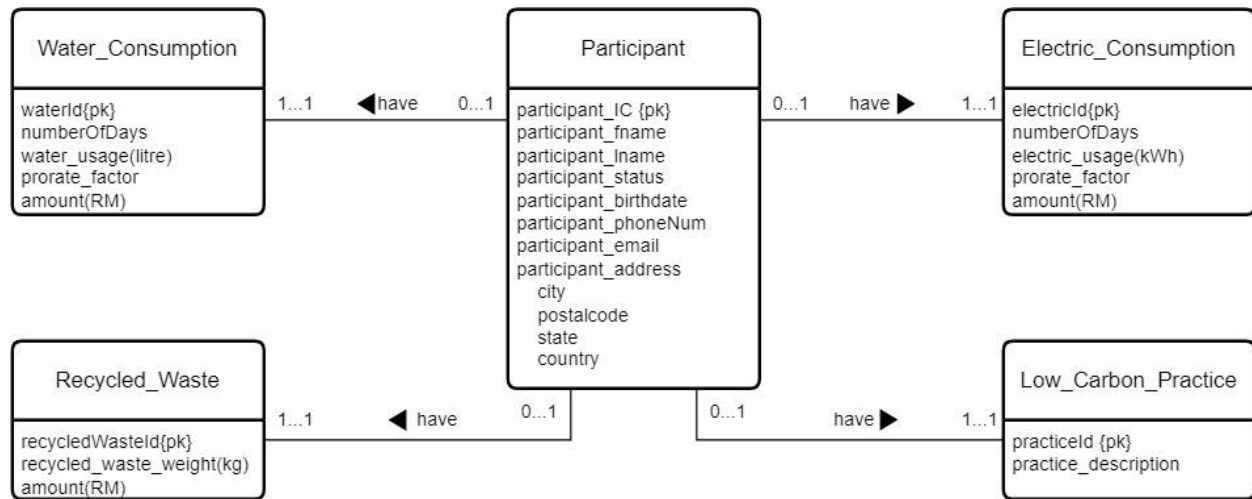 Water_Consumption
waterId{pk}
numberOfDays
water_usage(litre)
prorate_factor
amount(RM)
1...1
have
0...1
Participant
participant_IC {pk}
participant_fname
participant_lname
participant_status
participant_birthdate
participant_phoneNum
participant_email
participant_address
city
postalcode
state
country
0...1
have
1...1
Electric_Consumption
electricId{pk}
numberOfDays
electric_usage(kWh)
prorate_factor
amount(RM)
Recycled_Waste
recycledWasteId{pk}
recycled_waste_weight(kg)
amount(RM)
1...1
have
0...1
0...1
have
1...1
Low_Carbon_Practice
practiceId {pk}
practice_description